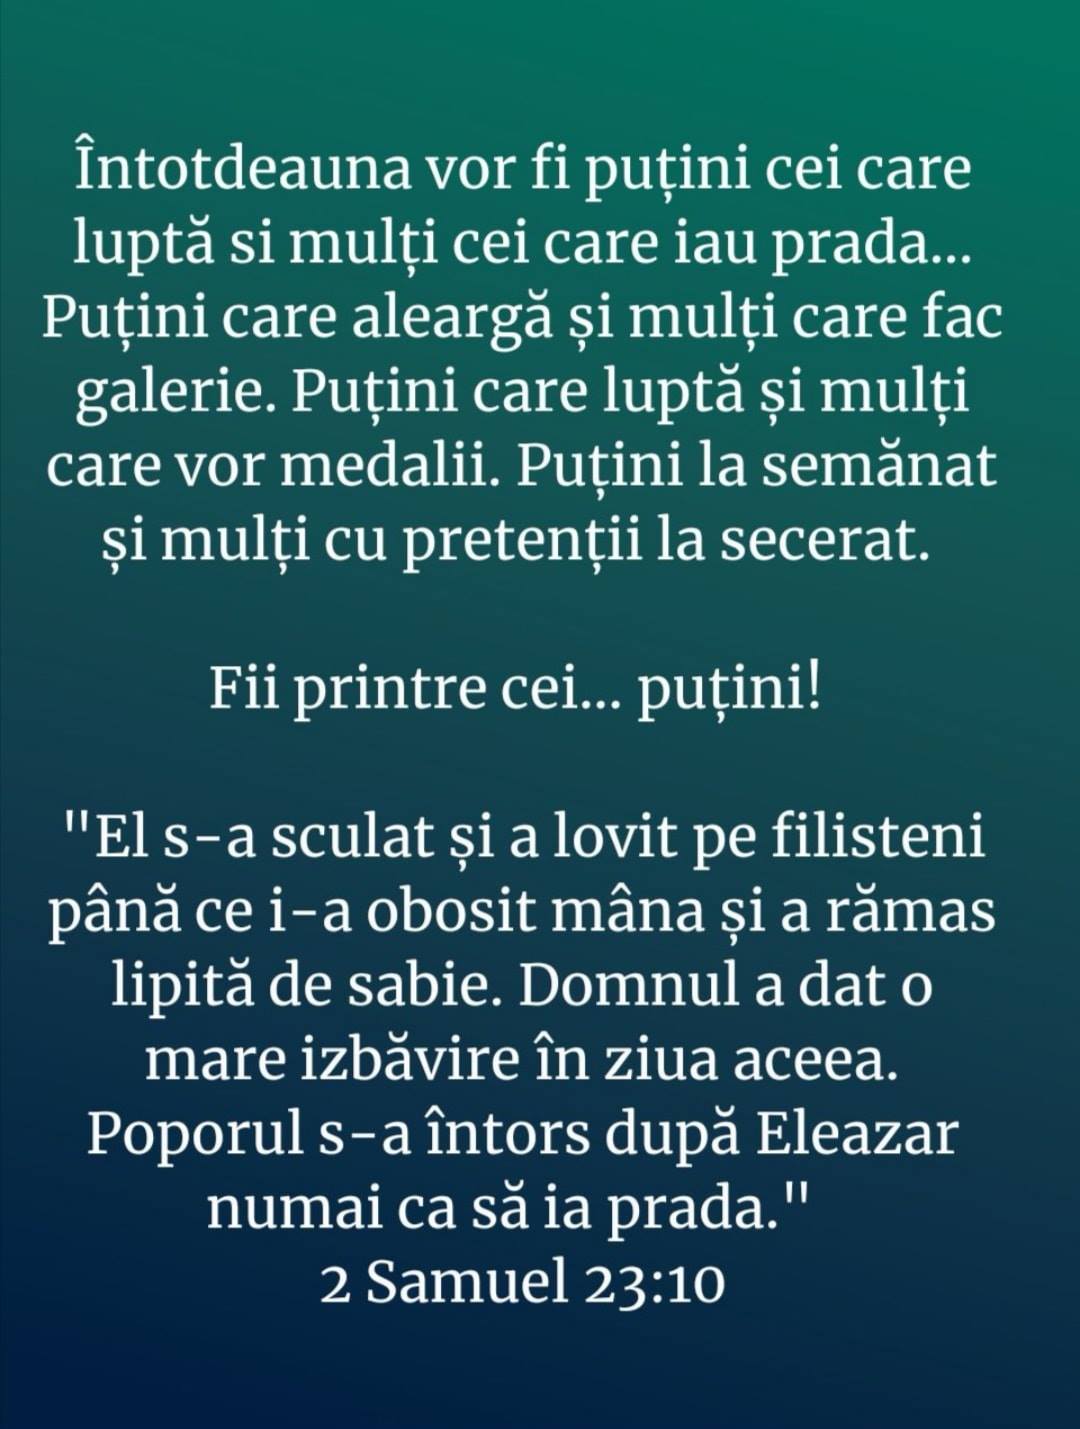 Întotdeauna vor fi puțini cei care
luptă si mulți cei care iau prada...
Puțini care aleargă și mulți care fac
galerie. Puțini care luptă și mulți
care vor medalii. Puțini la semănat
și mulți cu pretenții la secerat.
Fii printre cei... puțini!
"El s-a sculat și a lovit pe filisteni
până ce i-a obosit mâna și a rămas
lipită de sabie. Domnul a dat o
mare izbăvire în ziua aceea.
Poporul s-a întors după Eleazar
numai ca să ia prada."
2 Samuel 23:10